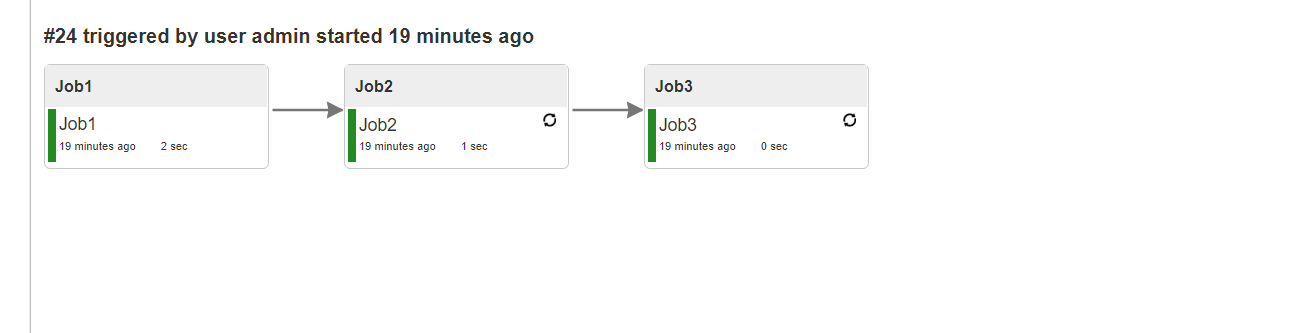 #24 triggered by user admin started 19 minutes ago
Job1
Job2
Job3
Job1
Job2
Job3
19 minutes ago 2 sec
19 minutes ago 1 sec
19 minutes ago 0 sec